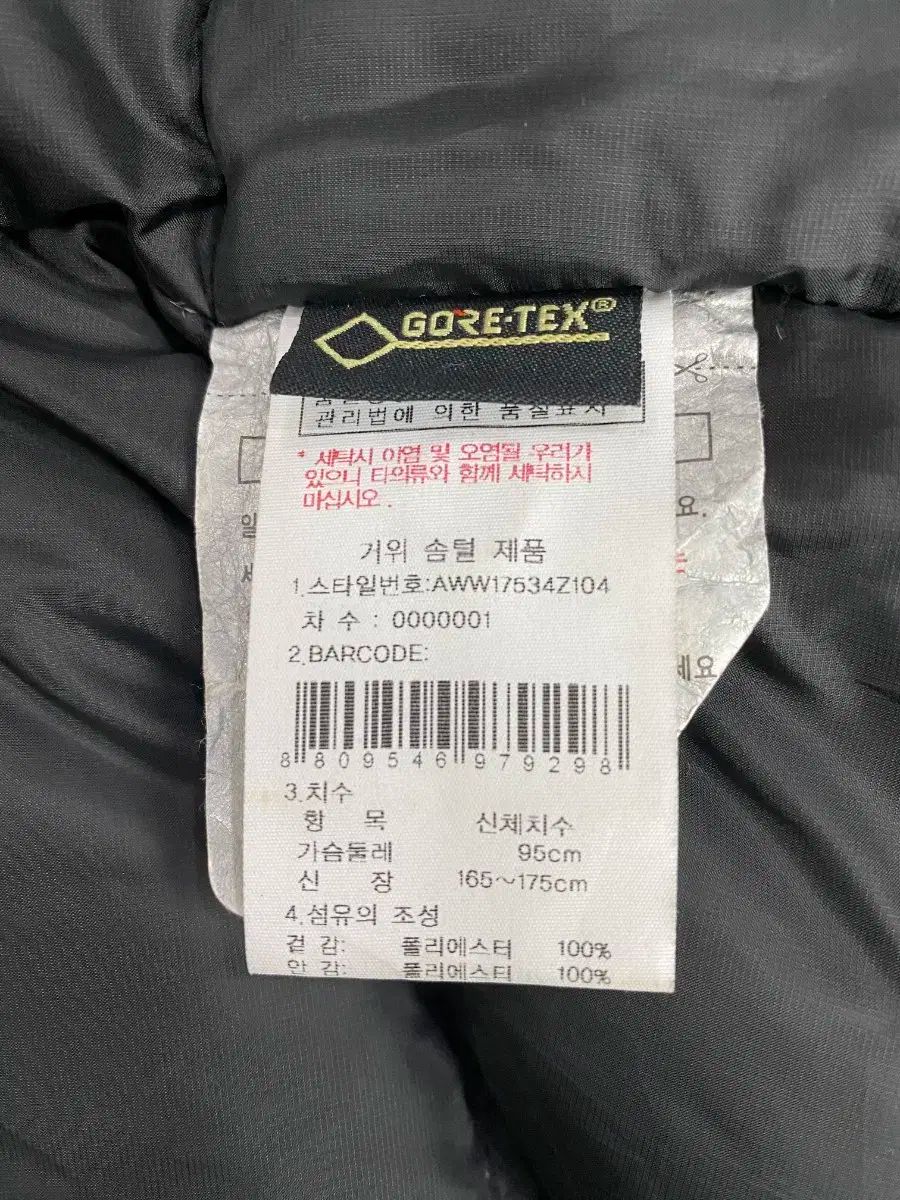 GORE-TEX®
관리법에 의한 품질표시
* 세탁시 이염 및 오염될 우려가
있으니 타의류와 함께 세탁하지
마십시오.
일
요.
거위 솜털 제품
1.스타일번호:AWW17534Z104
차 수 : 0000001
2.BARCODE:
8 809546 979298
세요
3.치수
항 목 신체치수
가슴둘레 95cm
신 장 165~175cm
4.섬유의 조성
겉 감: 폴리에스터 100%
안 감: 폴리에스터 100%